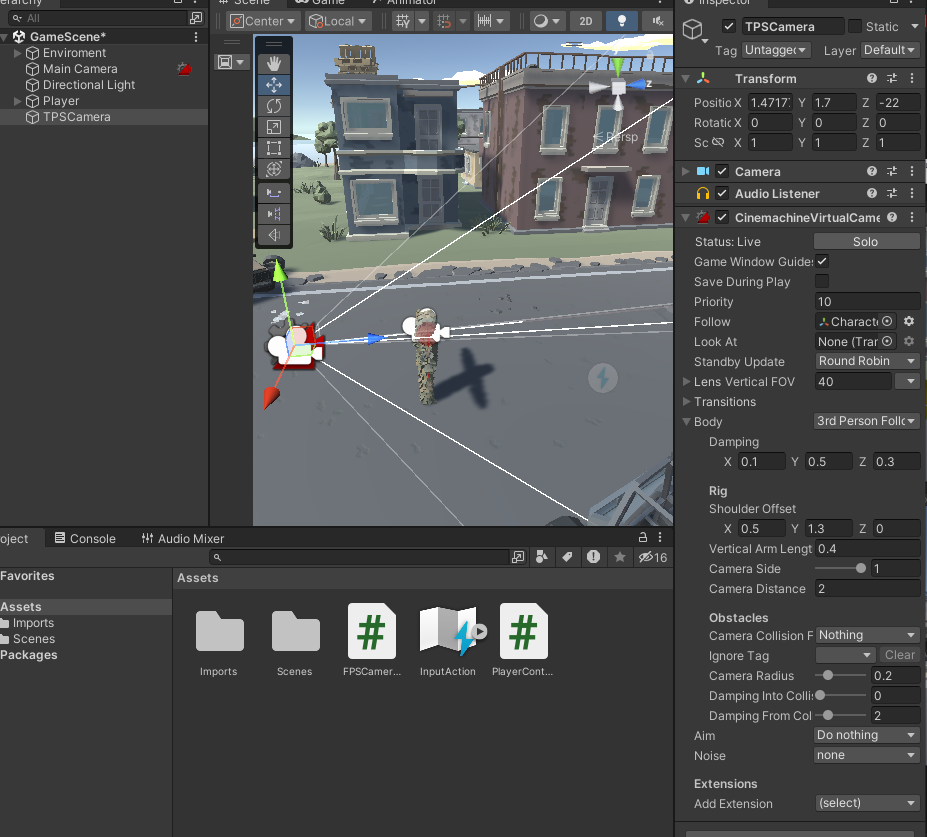 erarchy
Scene
Game
Animator
Inspector
All
Center
Local
2D
GameScene*
Enviroment
Main Camera
Directional Light
Player
TPSCamera
z
Persp
TPSCamera
Static
Tag Untagged Layer Default
Transform
Positio X 1.4717 Y 1.7 Z -22
Rotatic X 0 Y 0 Z 0
Sc X 1 Y 1 Z 1
Camera
Audio Listener
CinemachineVirtualCame
Status: Live Solo
Game Window Guides
Save During Play
Priority 10
Follow Charact
Look At None (Tran
Standby Update Round Robin
Lens Vertical FOV 40
Transitions
Body 3rd Person Follo
Damping
X 0.1 Y 0.5 Z 0.3
Rig
Shoulder Offset
X 0.5 Y 1.3 Z 0
Vertical Arm Lengt 0.4
Camera Side 1
Camera Distance 2
Obstacles
Camera Collision F Nothing
Ignore Tag Clear
Camera Radius 0.2
Damping Into Collis 0
Damping From Col 2
Aim Do nothing
Noise none
Extensions
Add Extension (select)
oject
Console
Audio Mixer
16
Favorites
Assets
Imports
Scenes
Packages
Assets
Imports
Scenes
FPSCamer...
InputAction
PlayerCont...